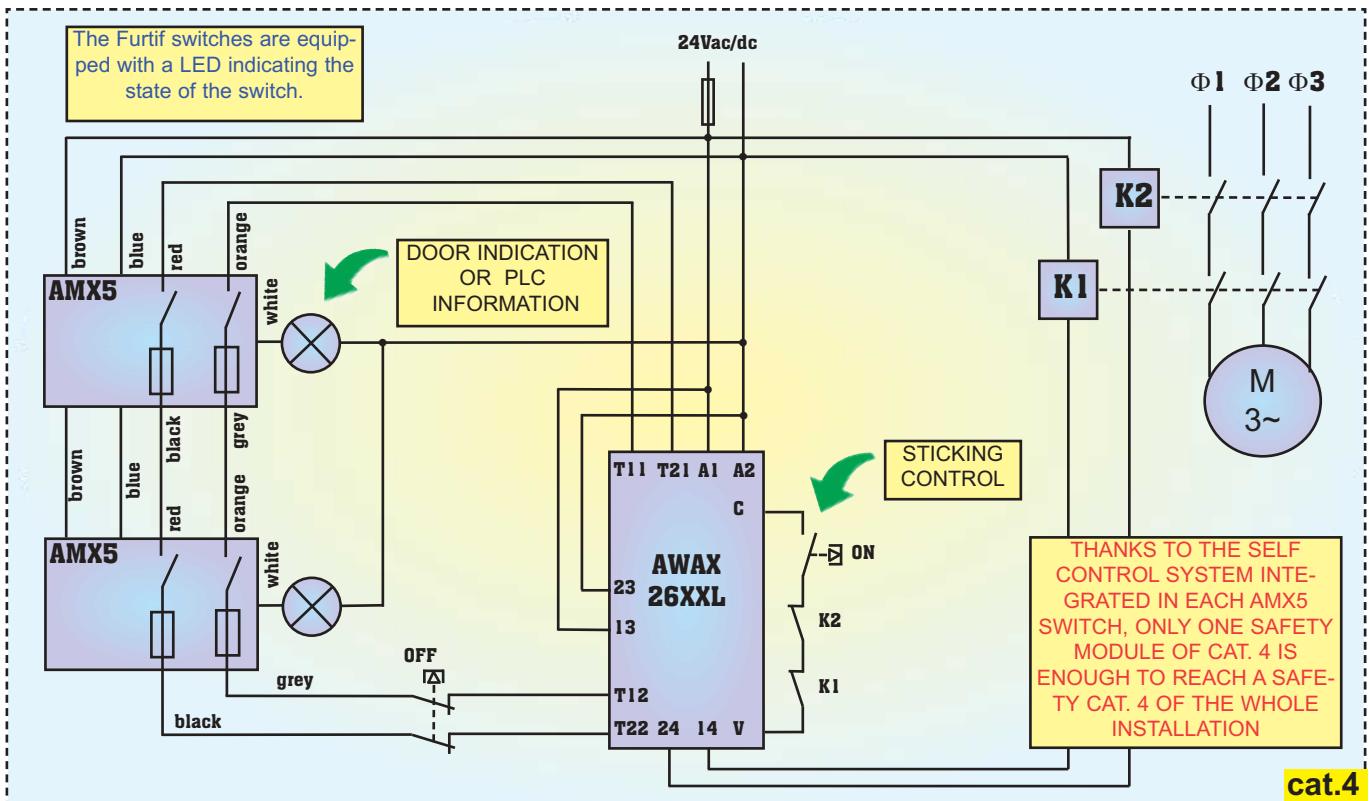 The Furtif switches are equip-
ped with a LED indicating the
state of the switch.
24Vac/dc
Φ1 Φ2 Φ3
K2
K1
M
3~
brown
blue
red
orange
AMX5
white
DOOR INDICATION
OR PLC
INFORMATION
brown
blue
black
grey
red
orange
AMX5
white
T11 T21 A1 A2
C
STICKING
CONTROL
ON
AWAX
26XXL
23
13
K2
K1
OFF
grey
black
T12
T22 24 14 V
THANKS TO THE SELF
CONTROL SYSTEM INTE-
GRATED IN EACH AMX5
SWITCH, ONLY ONE SAFETY
MODULE OF CAT. 4 IS
ENOUGH TO REACH A SAFE-
TY CAT. 4 OF THE WHOLE
INSTALLATION
cat.4